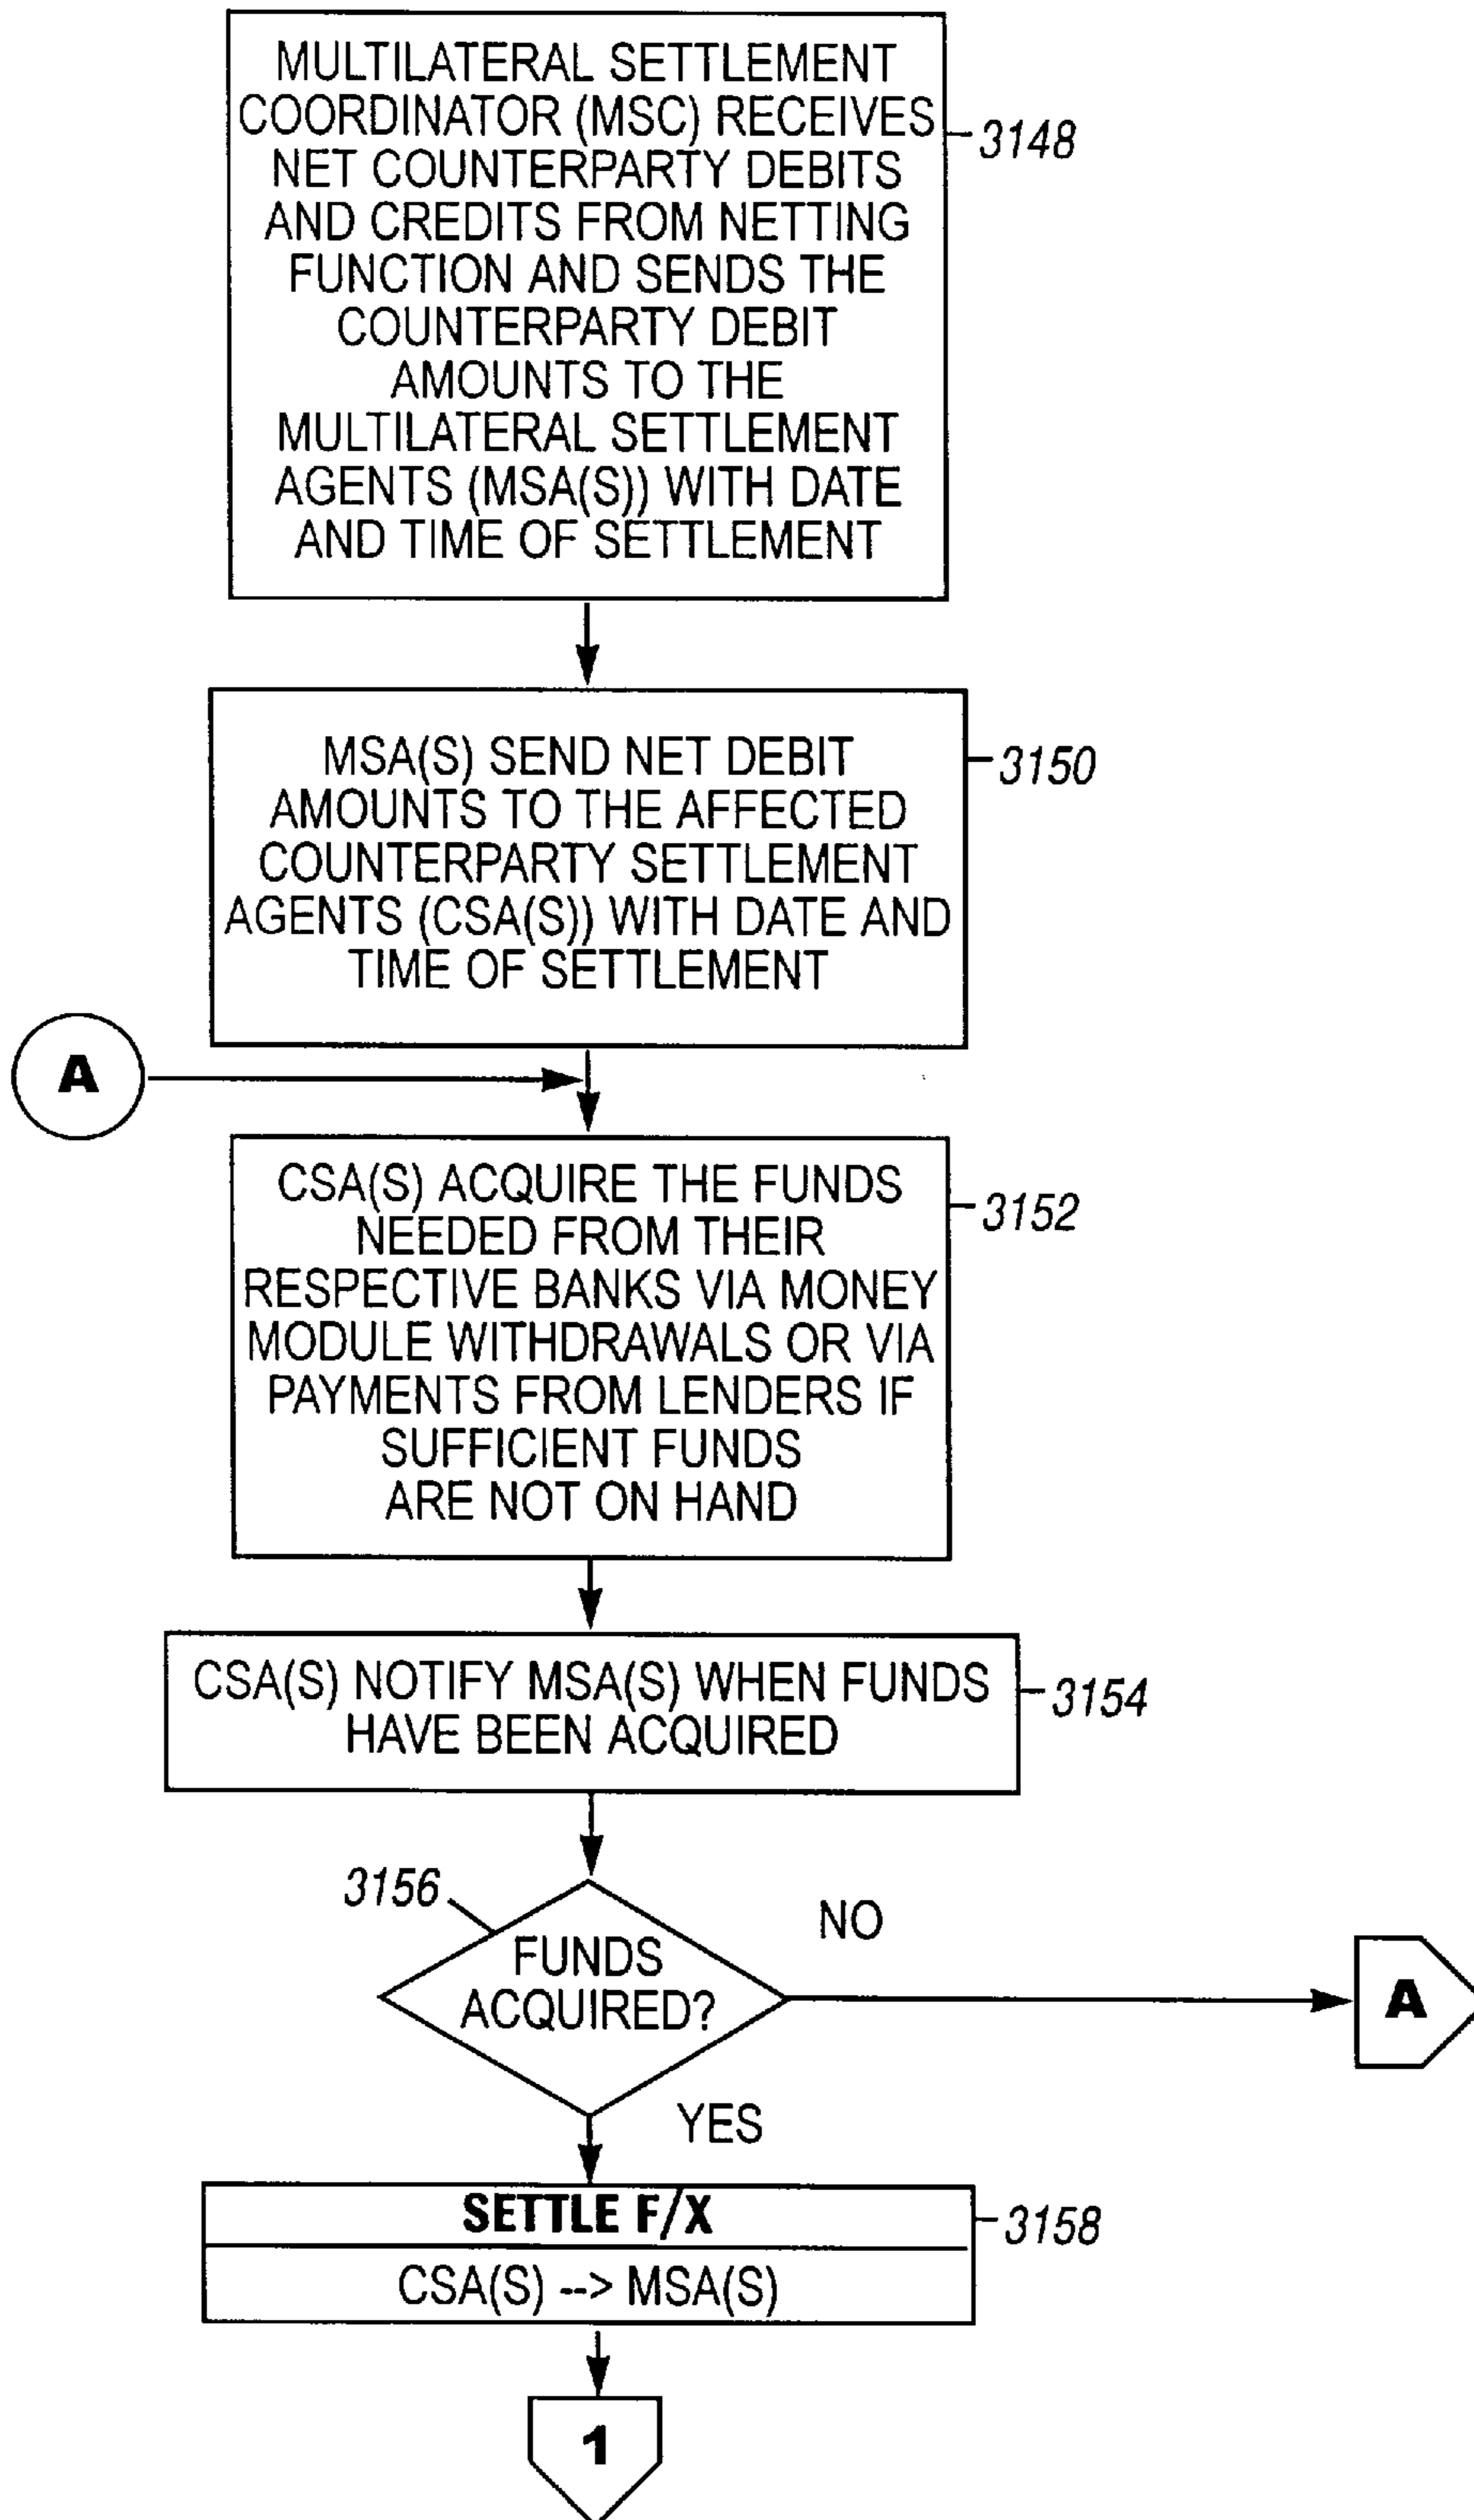 MULTILATERAL SETTLEMENT
COORDINATOR (MSC) RECEIVES
NET COUNTERPARTY DEBITS
AND CREDITS FROM NETTING
FUNCTION AND SENDS THE
COUNTERPARTY DEBIT
AMOUNTS TO THE
MULTILATERAL SETTLEMENT
AGENTS (MSA(S)) WITH DATE
AND TIME OF SETTLEMENT
3148
MSA(S) SEND NET DEBIT
AMOUNTS TO THE AFFECTED
COUNTERPARTY SETTLEMENT
AGENTS (CSA(S)) WITH DATE AND
TIME OF SETTLEMENT
3150
A
CSA(S) ACQUIRE THE FUNDS
NEEDED FROM THEIR
RESPECTIVE BANKS VIA MONEY
MODULE WITHDRAWALS OR VIA
PAYMENTS FROM LENDERS IF
SUFFICIENT FUNDS
ARE NOT ON HAND
3152
CSA(S) NOTIFY MSA(S) WHEN FUNDS
HAVE BEEN ACQUIRED
3154
3156
FUNDS
ACQUIRED?
NO
A
YES
SETTLE F/X
CSA(S) --> MSA(S)
3158
1